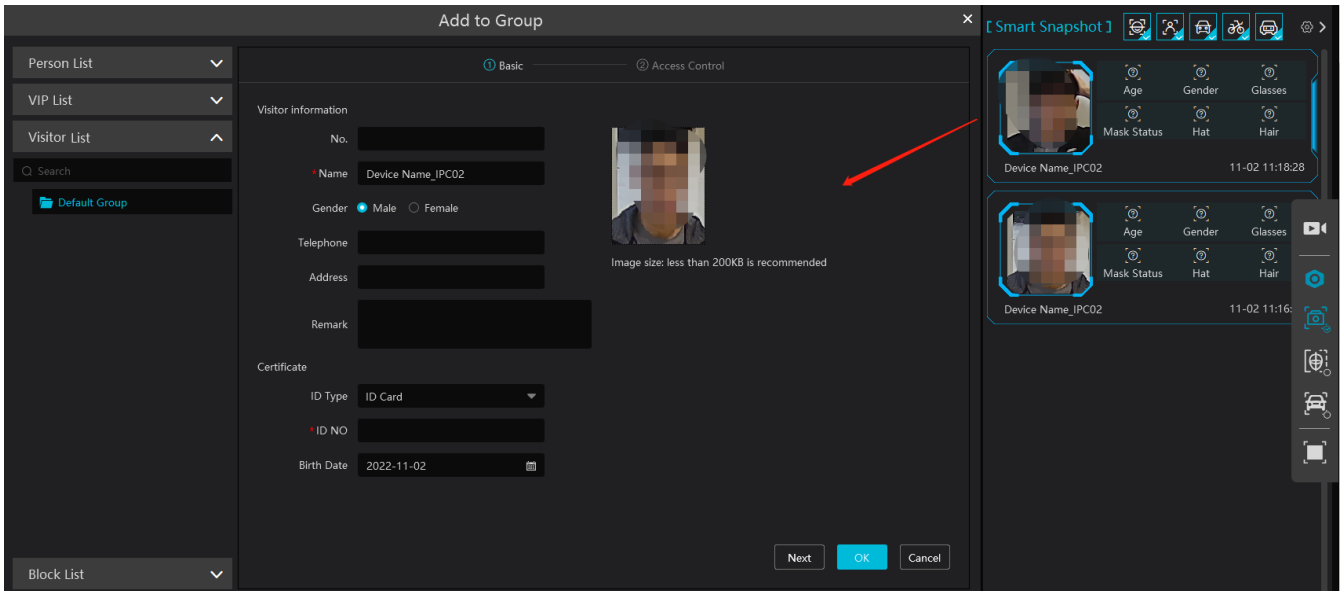 Add to Group
Person List
VIP List
Visitor List
Search
Default Group
Block List
① Basic
② Access Control
Visitor information
No.
*Name Device Name_IPC02
Gender Male Female
Telephone
Address
Remark
Image size: less than 200KB is recommended
Certificate
ID Type ID Card
*ID NO
Birth Date 2022-11-02
Next OK Cancel
[ Smart Snapshot ]
Age Gender Glasses
Mask Status Hat Hair
Device Name_IPC02 11-02 11:18:28
Age Gender Glasses
Mask Status Hat Hair
Device Name_IPC02 11-02 11:16: